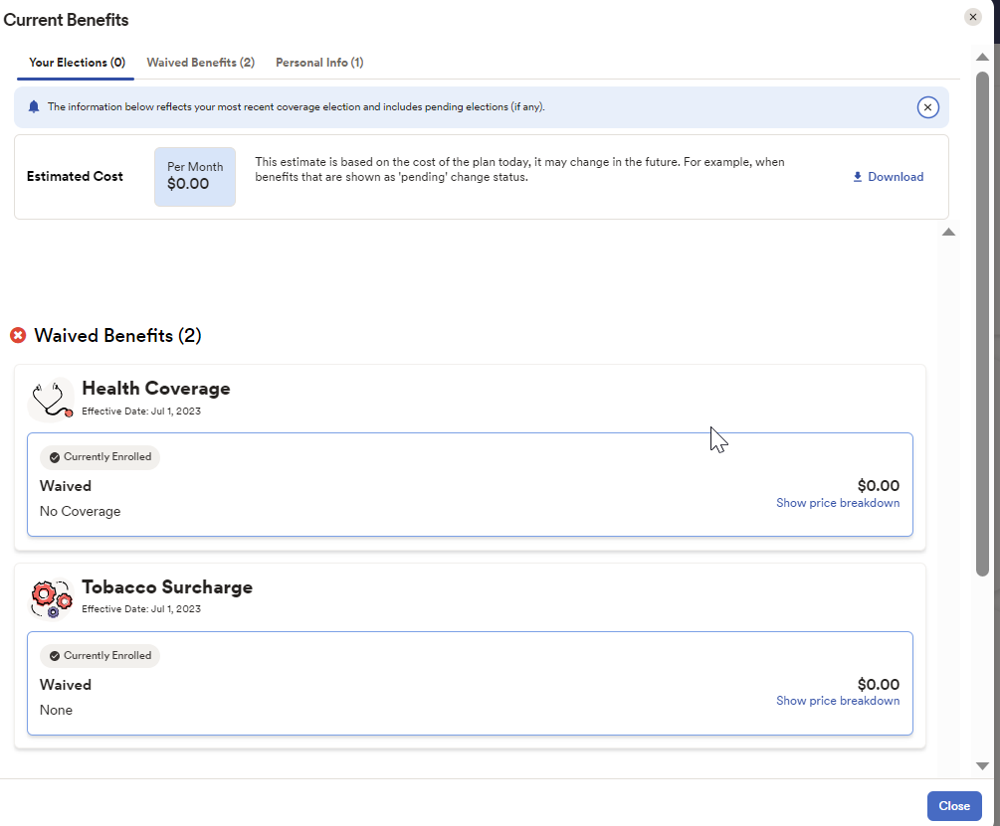 Current Benefits
Your Elections (0) Waived Benefits (2) Personal Info (1)
The information below reflects your most recent coverage election and includes pending elections (if any).
Estimated Cost
Per Month
$0.00
This estimate is based on the cost of the plan today, it may change in the future. For example, when
benefits that are shown as 'pending' change status.
Download
Waived Benefits (2)
Health Coverage
Effective Date: Jul 1, 2023
Currently Enrolled
Waived
$0.00
No Coverage
Show price breakdown
Tobacco Surcharge
Effective Date: Jul 1, 2023
Currently Enrolled
Waived
$0.00
None
Show price breakdown
Close